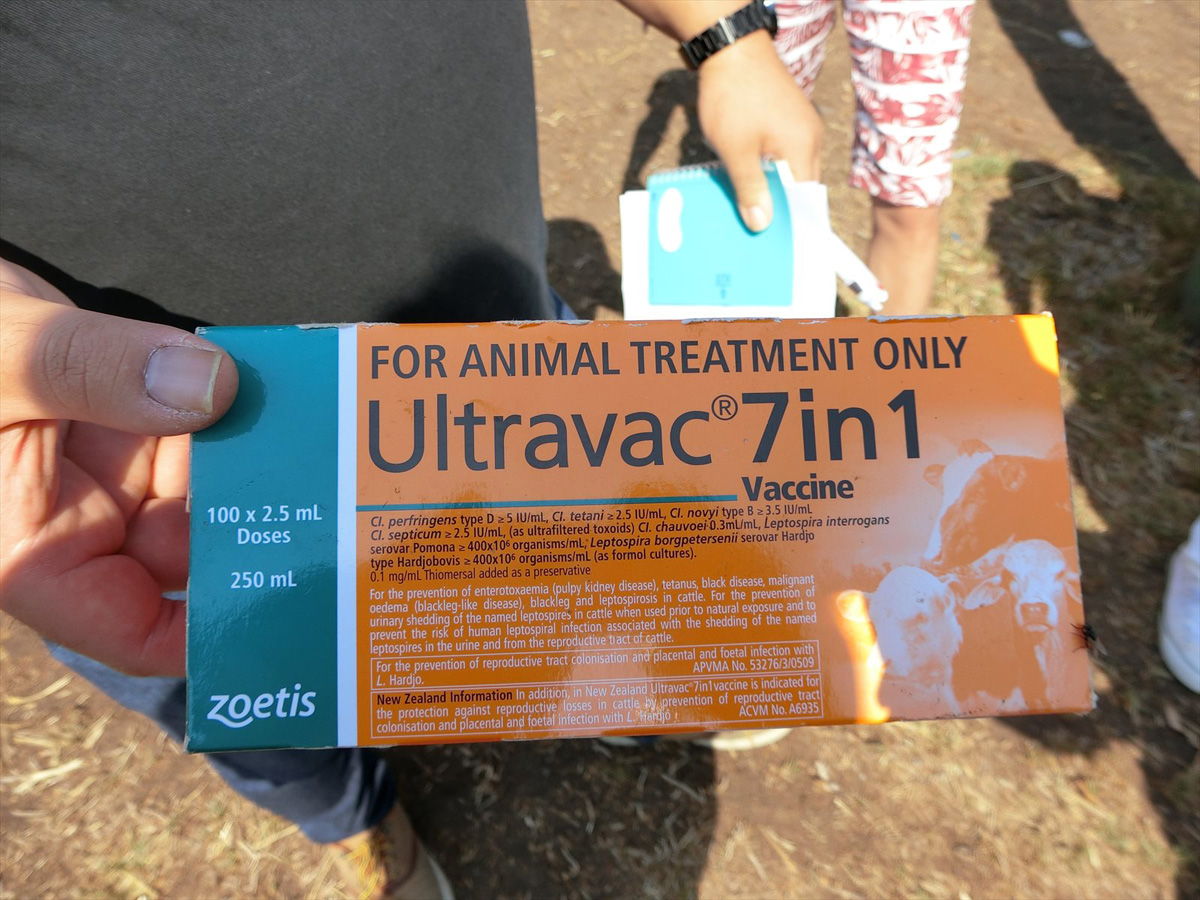 FOR ANIMAL TREATMENT ONLY
Ultravac® 7in1
Vaccine
100 x 2.5 mL
Doses
250 mL
zoetis
Cl. perfringens type D ≥ 5 IU/mL, Cl. tetani ≥ 2.5 IU/mL, Cl. novyi type B ≥ 3.5 IU/mL
Cl. septicum ≥ 2.5 IU/mL, (as ultrafiltered toxoids) Cl. chauvoei 0.3mL/mL, Leptospira interrogans
serovar Pomona ≥ 400x10⁶ organisms/mL, Leptospira borgpetersenii serovar Hardjo
type Hardjobovis ≥ 400x10⁶ organisms/mL (as formol cultures).
0.1 mg/mL Thiomersal added as a preservative
For the prevention of enterotoxaemia (pulpy kidney disease), tetanus, black disease, malignant
oedema (blackleg-like disease), blackleg and leptospirosis in cattle. For the prevention of
urinary shedding of the named leptospires in cattle when used prior to natural exposure and to
prevent the risk of human leptospiral infection associated with the shedding of the named
leptospires in the urine and from the reproductive tract of cattle.
For the prevention of reproductive tract colonisation and placental and foetal infection with
L. Hardjo. APVMA No. 53276/3/0509
New Zealand Information In addition, in New Zealand Ultravac® 7in1 vaccine is indicated for
the protection against reproductive losses in cattle by prevention of reproductive tract
colonisation and placental and foetal infection with L. Hardjo ACVM No. A6935